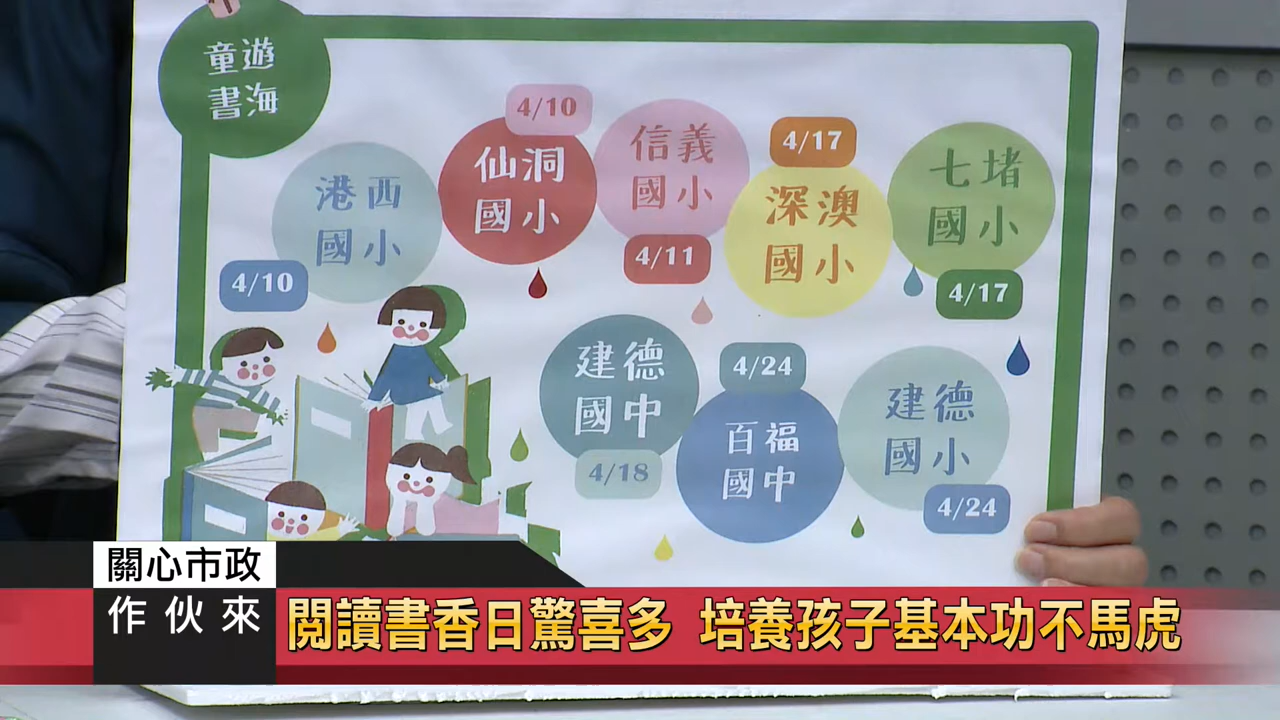 童遊
書海
4/10
仙洞
國小
港西
國小
4/10
信義
國小
4/11
4/17
深澳
國小
七堵
國小
4/17
建德
國中
4/18
4/24
百福
國中
建德
國小
4/24
關心市政
作伙來
閱讀書香日驚喜多 培養孩子基本功不馬虎